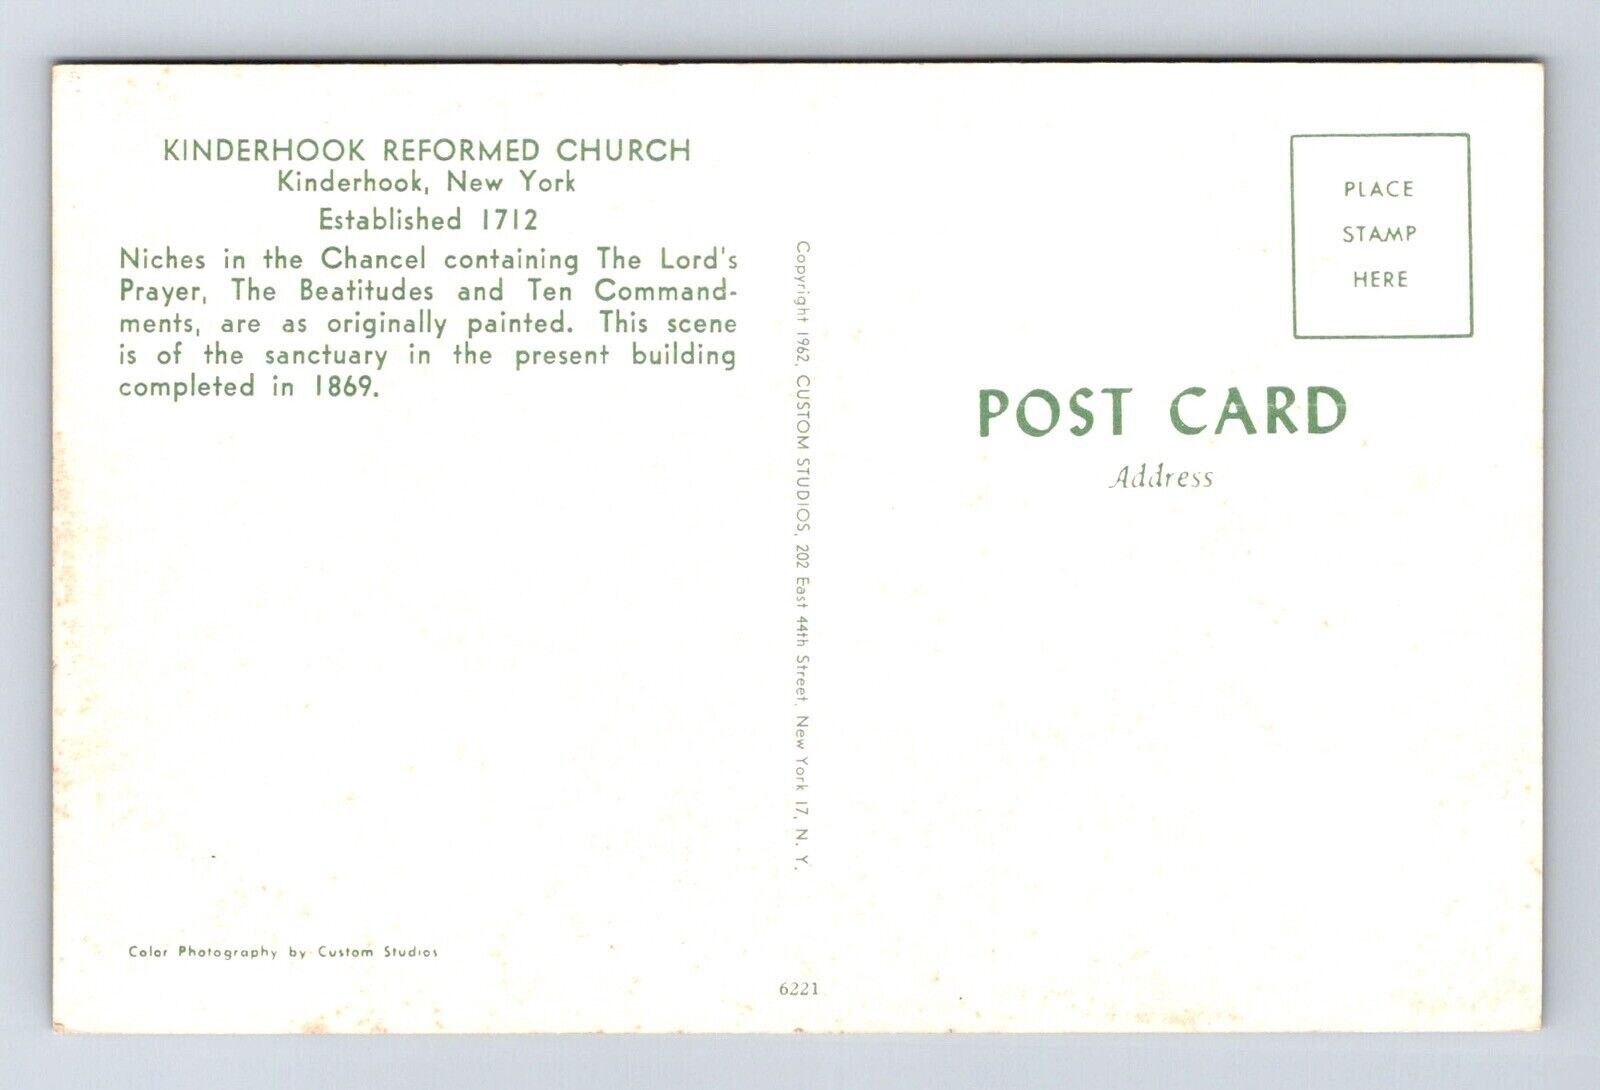 KINDERHOOK REFORMED CHURCH
Kinderhook, New York
Established 1712
Niches in the Chancel containing The Lord's
Prayer, The Beatitudes and Ten Command-
ments, are as originally painted. This scene
is of the sanctuary in the present building
completed in 1869.
Color Photography by Custom Studios
Copyright 1962, CUSTOM STUDIOS, 202 East 44th Street, New York 17, N. Y.
6221
PLACE
STAMP
HERE
POST CARD
Address